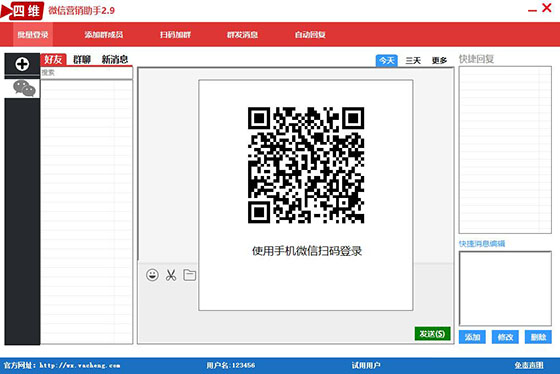 四维 微信营销助手2.9
批量登录 添加群成员 扫码加群 群发消息 自动回复
好友 群聊 新消息 今天 三天 更多 快捷回复
搜索
使用手机微信扫码登录
快捷消息编辑
发送(S)
添加 修改 删除
官方网址：http://wx.vacheng.com 用户名:123456 试用用户 免责声明